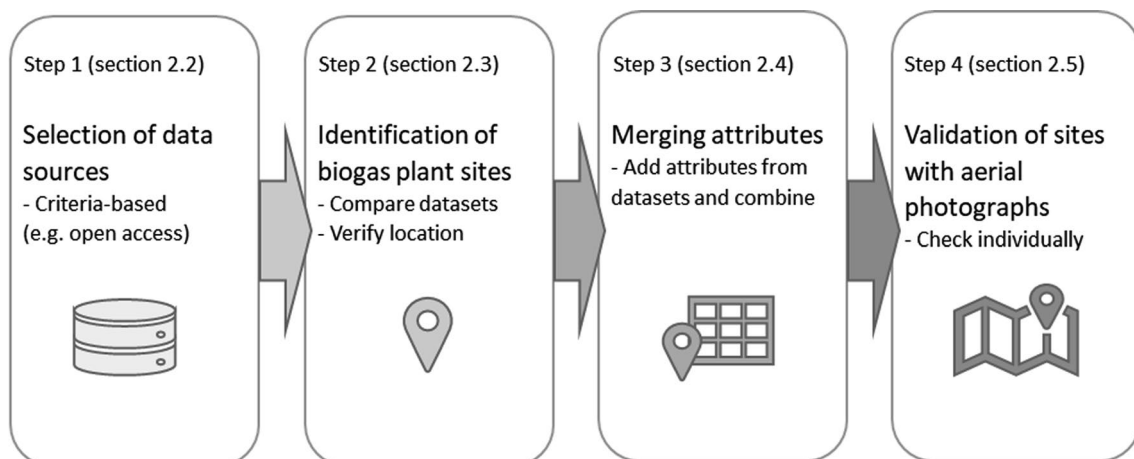 Step 1 (section 2.2)
Selection of data
sources
- Criteria-based
(e.g. open access)
Step 2 (section 2.3)
Identification of
biogas plant sites
- Compare datasets
- Verify location
Step 3 (section 2.4)
Merging attributes
- Add attributes from
datasets and combine
Step 4 (section 2.5)
Validation of sites
with aerial
photographs
- Check individually